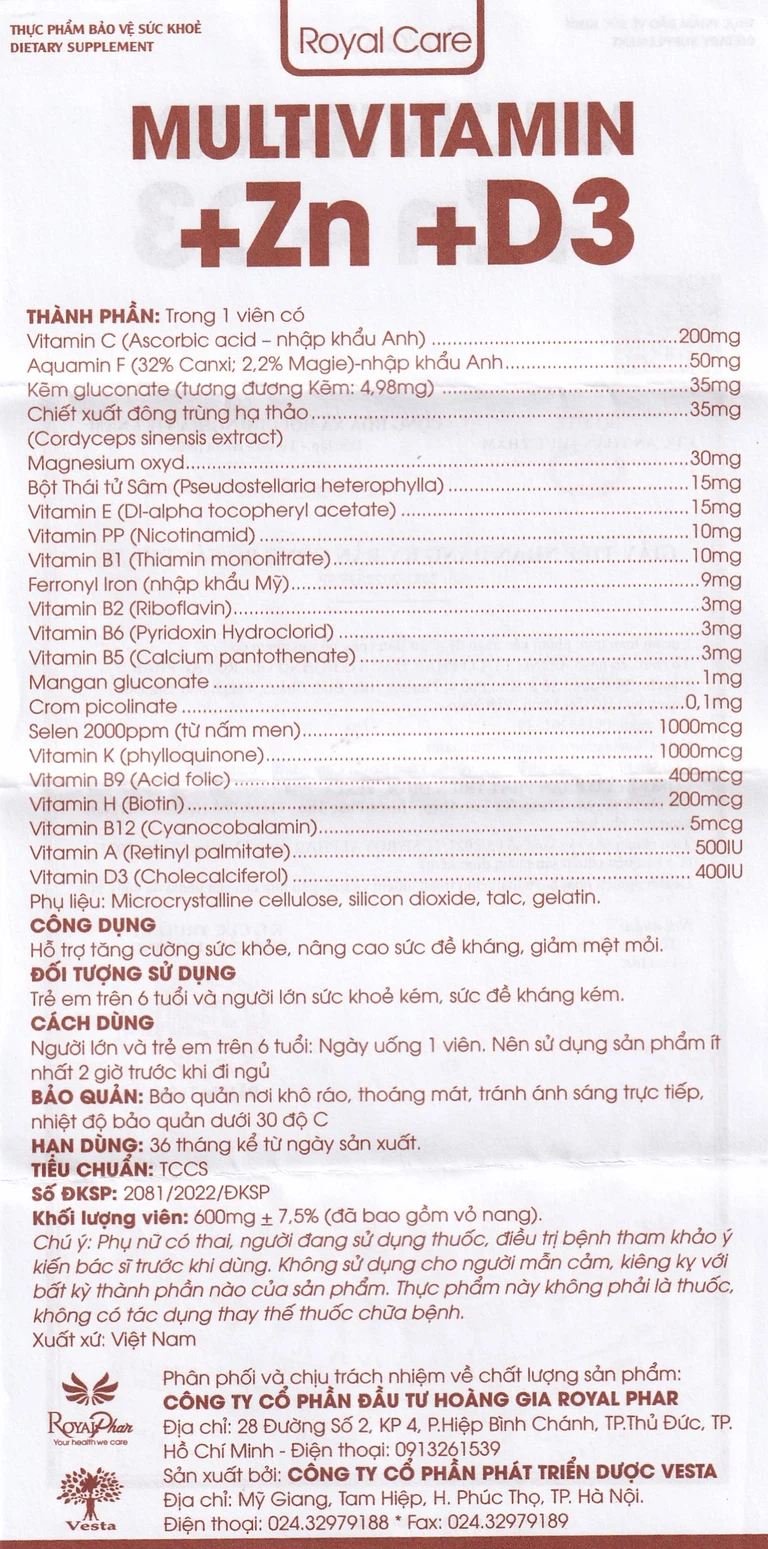 THỰC PHẨM BẢO VỆ SỨC KHOẺ
DIETARY SUPPLEMENT
Royal Care
MULTIVITAMIN
+Zn +D3
THÀNH PHẦN: Trong 1 viên có
Vitamin C (Ascorbic acid – nhập khẩu Anh) ........ 200mg
Aquamin F (32% Canxi; 2,2% Magie)-nhập khẩu Anh ........ 50mg
Kẽm gluconate (tương đương Kẽm: 4,98mg) ........ 35mg
Chiết xuất đông trùng hạ thảo ........ 35mg
(Cordyceps sinensis extract)
Magnesium oxyd ........ 30mg
Bột Thái tử Sâm (Pseudostellaria heterophylla) ........ 15mg
Vitamin E (Dl-alpha tocopheryl acetate) ........ 15mg
Vitamin PP (Nicotinamid) ........ 10mg
Vitamin B1 (Thiamin mononitrate) ........ 10mg
Ferronyl Iron (nhập khẩu Mỹ) ........ 9mg
Vitamin B2 (Riboflavin) ........ 3mg
Vitamin B6 (Pyridoxin Hydroclorid) ........ 3mg
Vitamin B5 (Calcium pantothenate) ........ 3mg
Mangan gluconate ........ 1mg
Crom picolinate ........ 0,1mg
Selen 2000ppm (từ nấm men) ........ 1000mcg
Vitamin K (phylloquinone) ........ 1000mcg
Vitamin B9 (Acid folic) ........ 400mcg
Vitamin H (Biotin) ........ 200mcg
Vitamin B12 (Cyanocobalamin) ........ 5mcg
Vitamin A (Retinyl palmitate) ........ 500IU
Vitamin D3 (Cholecalciferol) ........ 400IU
Phụ liệu: Microcrystalline cellulose, silicon dioxide, talc, gelatin.
CÔNG DỤNG
Hỗ trợ tăng cường sức khỏe, nâng cao sức đề kháng, giảm mệt mỏi.
ĐỐI TƯỢNG SỬ DỤNG
Trẻ em trên 6 tuổi và người lớn sức khoẻ kém, sức đề kháng kém.
CÁCH DÙNG
Người lớn và trẻ em trên 6 tuổi: Ngày uống 1 viên. Nên sử dụng sản phẩm ít
nhất 2 giờ trước khi đi ngủ
BẢO QUẢN: Bảo quản nơi khô ráo, thoáng mát, tránh ánh sáng trực tiếp,
nhiệt độ bảo quản dưới 30 độ C
HẠN DÙNG: 36 tháng kể từ ngày sản xuất.
TIÊU CHUẨN: TCCS
Số ĐKSP: 2081/2022/ĐKSP
Khối lượng viên: 600mg ± 7,5% (đã bao gồm vỏ nang).
Chú ý: Phụ nữ có thai, người đang sử dụng thuốc, điều trị bệnh tham khảo ý
kiến bác sĩ trước khi dùng. Không sử dụng cho người mẫn cảm, kiêng kỵ với
bất kỳ thành phần nào của sản phẩm. Thực phẩm này không phải là thuốc,
không có tác dụng thay thế thuốc chữa bệnh.
Xuất xứ: Việt Nam
Phân phối và chịu trách nhiệm về chất lượng sản phẩm:
CÔNG TY CỔ PHẦN ĐẦU TƯ HOÀNG GIA ROYAL PHAR
Địa chỉ: 28 Đường Số 2, KP 4, P.Hiệp Bình Chánh, TP.Thủ Đức, TP.
Hồ Chí Minh - Điện thoại: 0913261539
RoyalPhar
Your health we care
Sản xuất bởi: CÔNG TY CỔ PHẦN PHÁT TRIỂN DƯỢC VESTA
Địa chỉ: Mỹ Giang, Tam Hiệp, H. Phúc Thọ, TP. Hà Nội.
Điện thoại: 024.32979188 * Fax: 024.32979189
Vesta